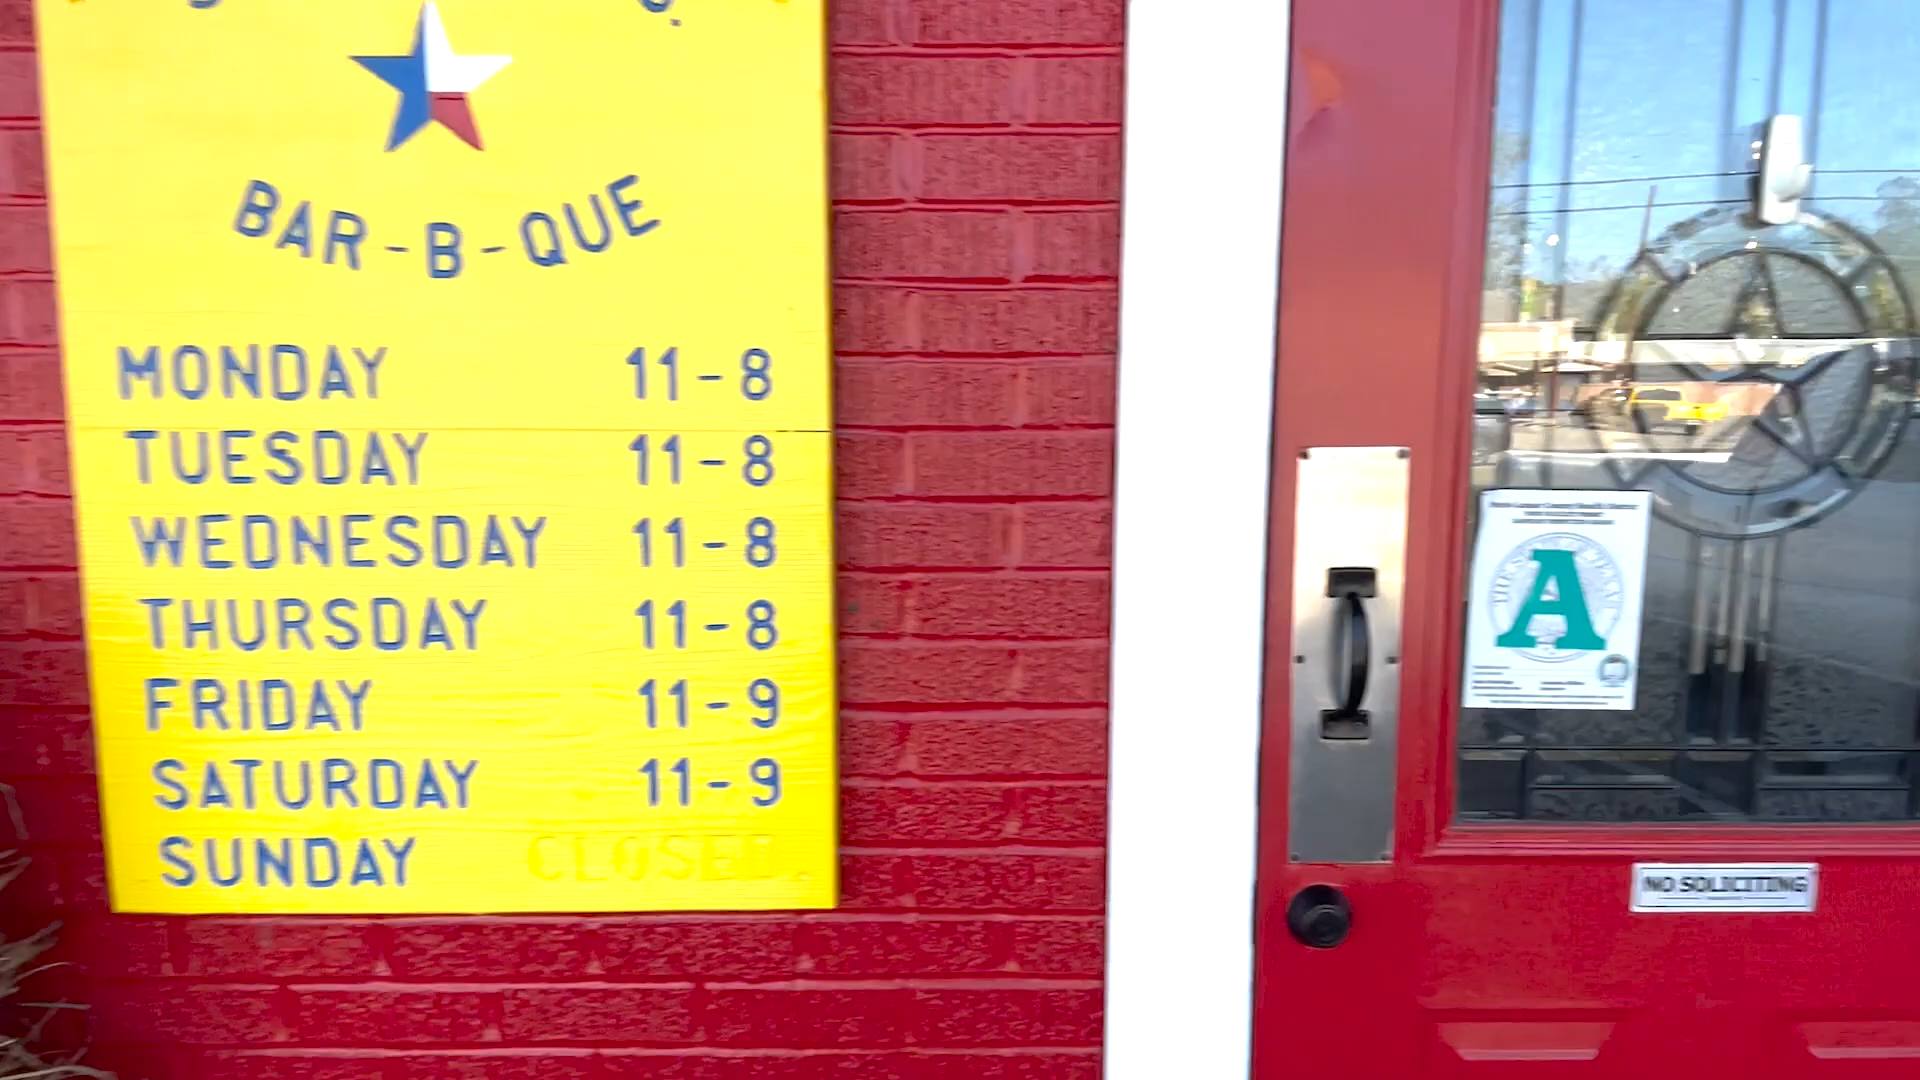 BAR-B-QUE
MONDAY 11-8
TUESDAY 11-8
WEDNESDAY 11-8
THURSDAY 11-8
FRIDAY 11-9
SATURDAY 11-9
SUNDAY CLOSED
A
NO SOLICITING